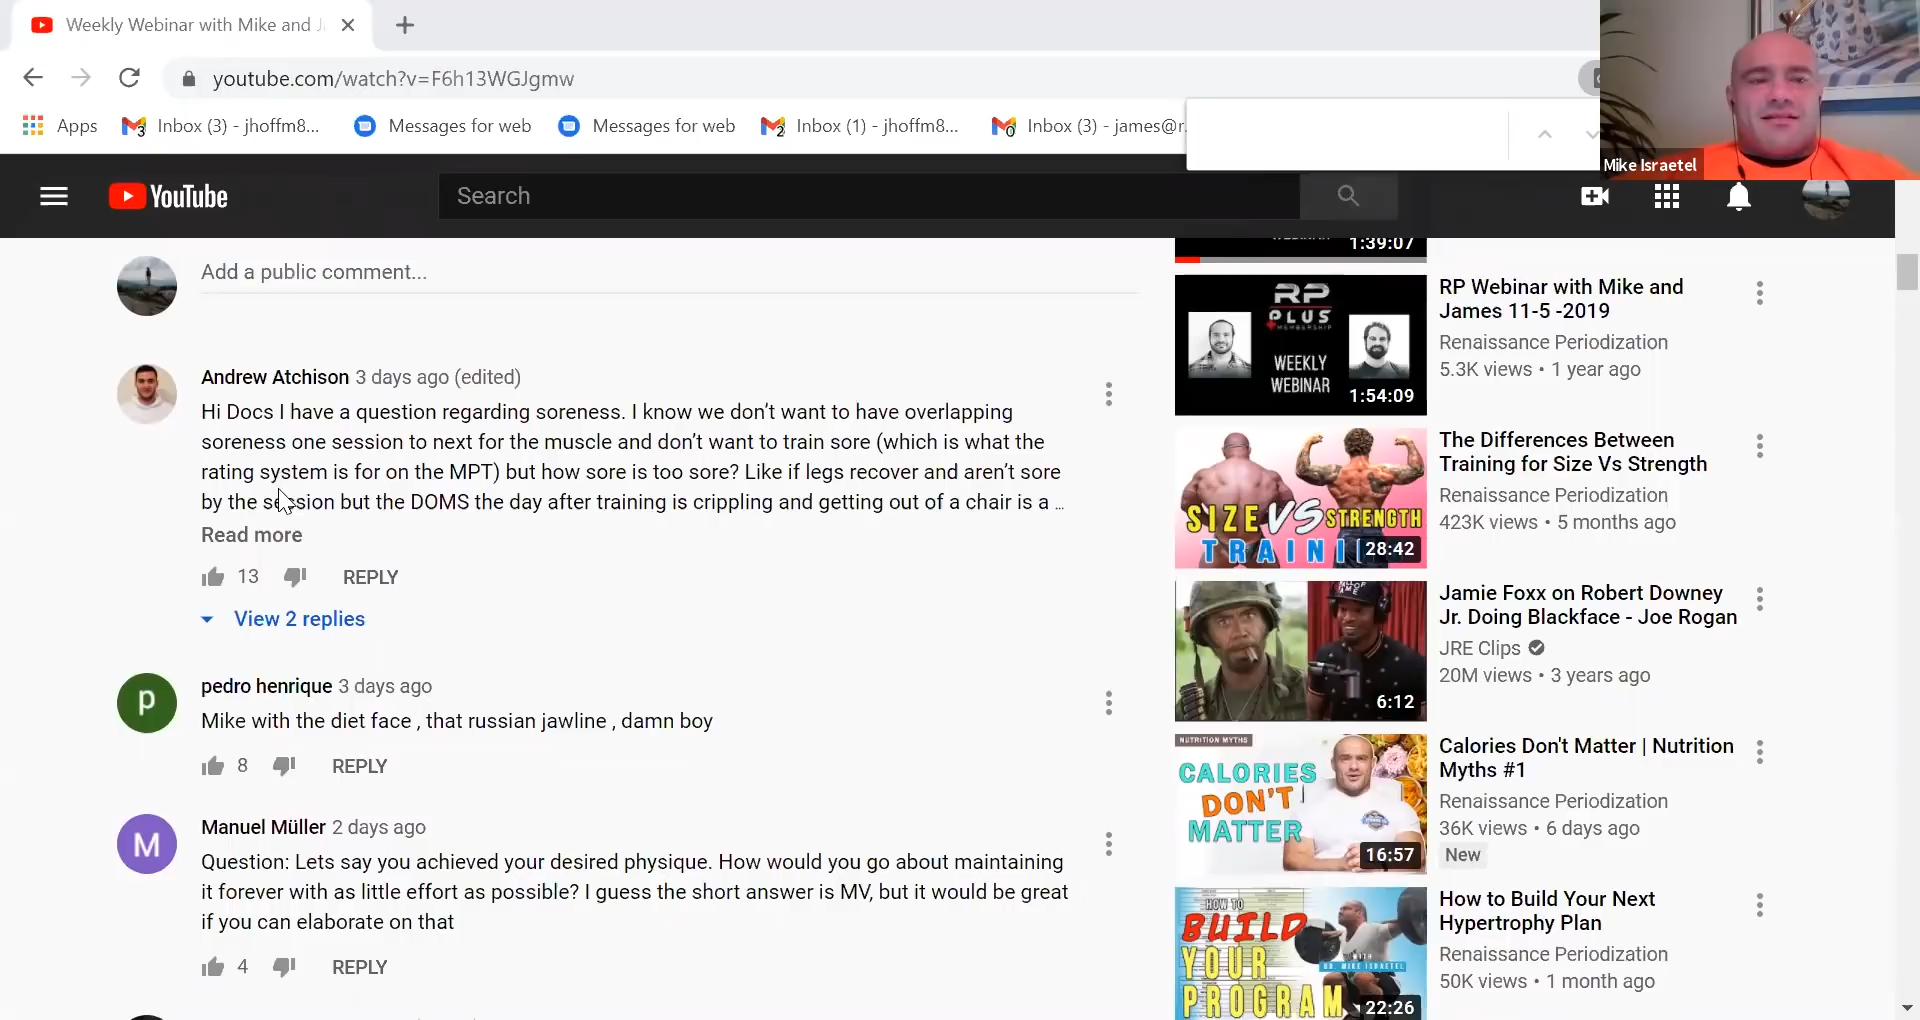 Weekly Webinar with Mike and J
youtube.com/watch?v=F6h13WGJgmw
Apps
3
Inbox (3) - jhoffm8...
Messages for web
Messages for web
2
Inbox (1) - jhoffm8...
0
Inbox (3) - james@r.
Mike Israetel
YouTube
Search
Add a public comment...
Andrew Atchison 3 days ago (edited)
Hi Docs I have a question regarding soreness. I know we don’t want to have overlapping
soreness one session to next for the muscle and don’t want to train sore (which is what the
rating system is for on the MPT) but how sore is too sore? Like if legs recover and aren’t sore
by the session but the DOMS the day after training is crippling and getting out of a chair is a ...
Read more
13
REPLY
View 2 replies
p
pedro henrique 3 days ago
Mike with the diet face , that russian jawline , damn boy
8
REPLY
M
Manuel Müller 2 days ago
Question: Lets say you achieved your desired physique. How would you go about maintaining
it forever with as little effort as possible? I guess the short answer is MV, but it would be great
if you can elaborate on that
4
REPLY
1:39:07
RP
PLUS
MEMBERSHIP
WEEKLY
WEBINAR
1:54:09
RP Webinar with Mike and
James 11-5 -2019
Renaissance Periodization
5.3K views • 1 year ago
SIZE VS STRENGTH
TRAINI
28:42
The Differences Between
Training for Size Vs Strength
Renaissance Periodization
423K views • 5 months ago
6:12
Jamie Foxx on Robert Downey
Jr. Doing Blackface - Joe Rogan
JRE Clips
20M views • 3 years ago
NUTRITION MYTHS
CALORIES
DON'T
MATTER
16:57
Calories Don't Matter | Nutrition
Myths #1
Renaissance Periodization
36K views • 6 days ago
New
HOW TO
BUILD
YOUR
PROGRAM
WITH
DR. MIKE ISRAETEL
22:26
How to Build Your Next
Hypertrophy Plan
Renaissance Periodization
50K views • 1 month ago